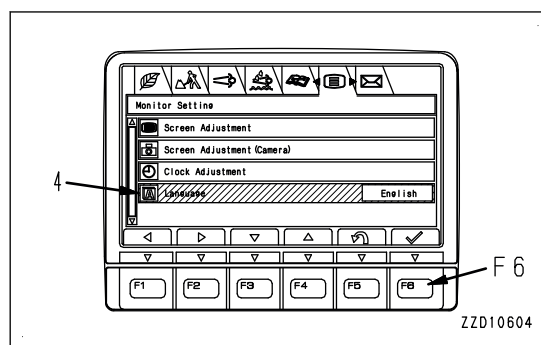 Monitor Setting
Screen Adjustment
Screen Adjustment (Camera)
Clock Adjustment
4
Language
English
F1
F2
F3
F4
F5
F6
F6
ZZD10604